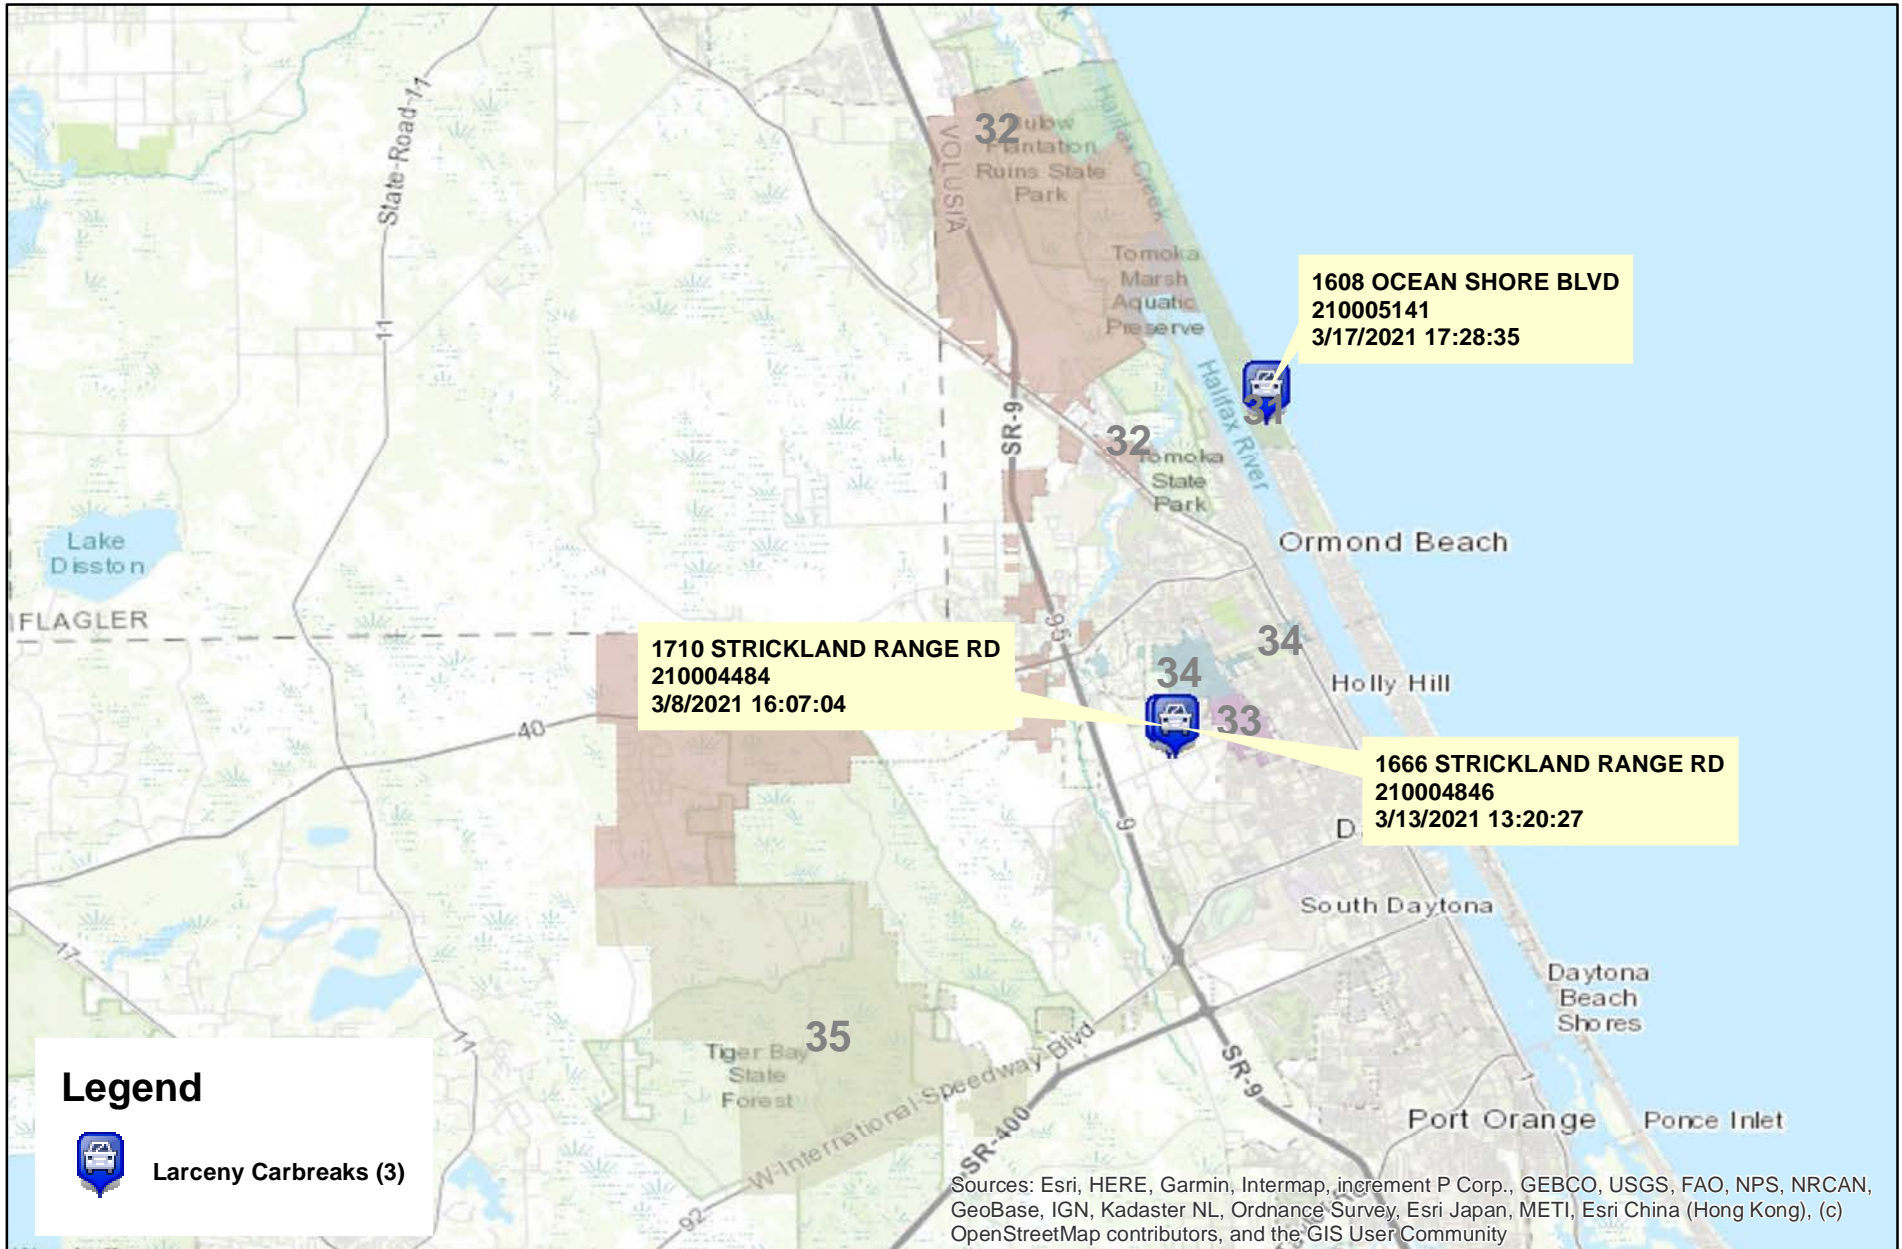 State-Road-11
11
32
Bulow
Plantation
Ruins State
Park
VOLUSIA
Halifax Creek
Tomoka
Marsh
Aquatic
Preserve
1608 OCEAN SHORE BLVD
210005141
3/17/2021 17:28:35
31
Halifax River
SR-9
1
32
Tomoka
State
Park
Ormond Beach
Lake
Disston
FLAGLER
1710 STRICKLAND RANGE RD
210004484
3/8/2021 16:07:04
95
34
34
Holly Hill
33
40
1666 STRICKLAND RANGE RD
210004846
3/13/2021 13:20:27
D
9
South Daytona
17
Daytona
Beach
Shores
35
Tiger Bay
State
Forest
W-International-Speedway-Blvd
SR-400
SR-9
11
1
92
Port Orange
Ponce Inlet
Legend
Larceny Carbreaks (3)
Sources: Esri, HERE, Garmin, Intermap, increment P Corp., GEBCO, USGS, FAO, NPS, NRCAN,
GeoBase, IGN, Kadaster NL, Ordnance Survey, Esri Japan, METI, Esri China (Hong Kong), (c)
OpenStreetMap contributors, and the GIS User Community